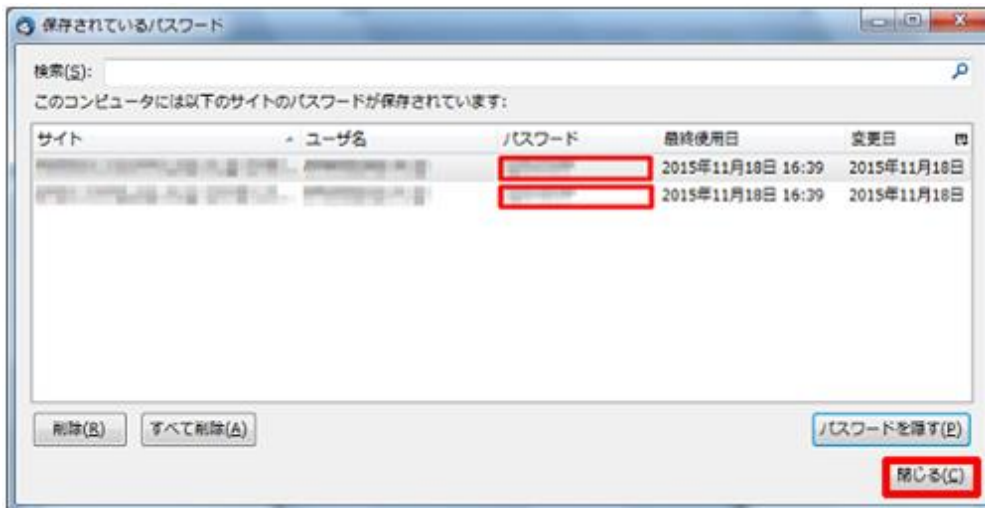 保存されているパスワード
検索(S):
このコンピュータには以下のサイトのパスワードが保存されています:
サイト ユーザ名 パスワード 最終使用日 変更日
2015年11月18日 16:39 2015年11月18日
2015年11月18日 16:39 2015年11月18日
削除(R) すべて削除(A) パスワードを隠す(P)
閉じる(C)